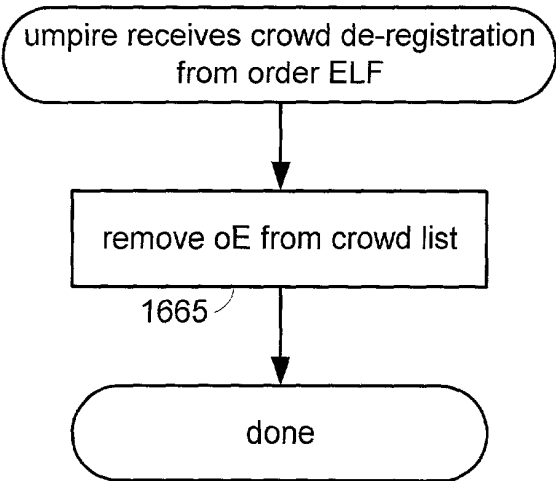 umpire receives crowd de-registration
from order ELF
remove oE from crowd list
1665
done